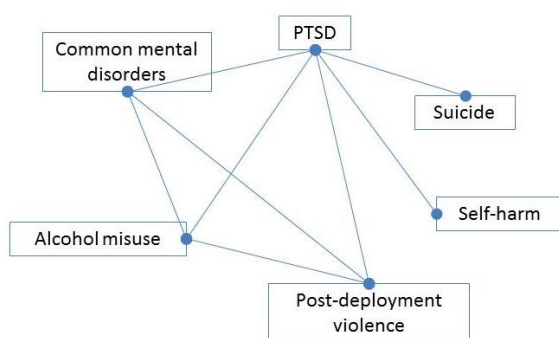 PTSD
Common mental
disorders
Suicide
Self-harm
Alcohol misuse
Post-deployment
violence